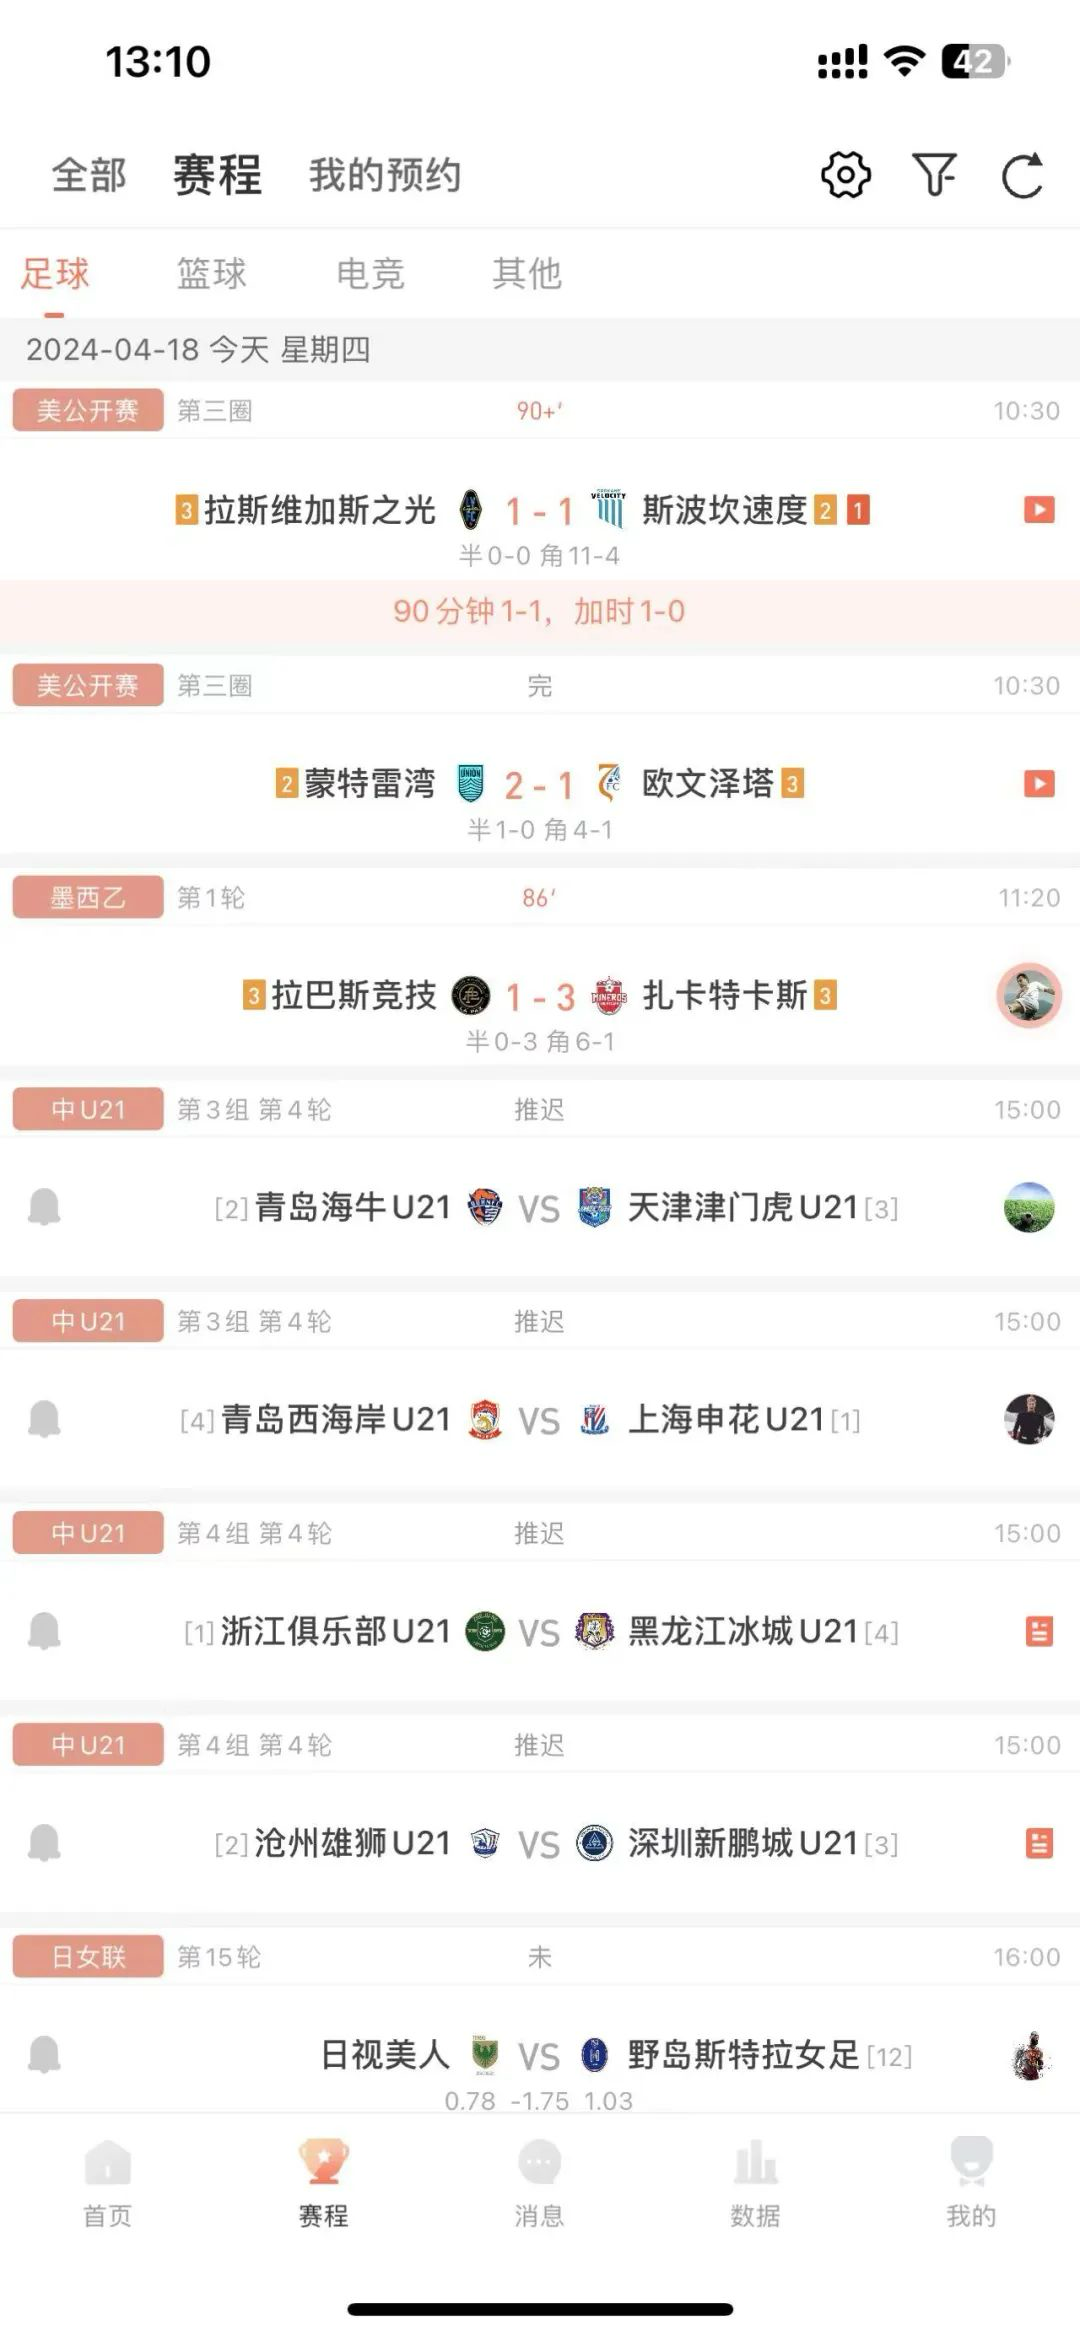 13:10
42
全部 赛程 我的预约
足球 篮球 电竞 其他
2024-04-18 今天 星期四
美公开赛 第三圈 90+′ 10:30
3 拉斯维加斯之光 1 - 1 VELOCITY 斯波坎速度 2 1
半0-0 角11-4
90分钟1-1，加时1-0
美公开赛 第三圈 完 10:30
2 蒙特雷湾 UNION 2 - 1 FC 欧文泽塔 3
半1-0 角4-1
墨西乙 第1轮 86′ 11:20
3 拉巴斯竞技 1 - 3 MINEROS 扎卡特卡斯 3
半0-3 角6-1
中U21 第3组 第4轮 推迟 15:00
[2] 青岛海牛U21 VS 天津津门虎U21 [3]
中U21 第3组 第4轮 推迟 15:00
[4] 青岛西海岸U21 VS 上海申花U21 [1]
中U21 第4组 第4轮 推迟 15:00
[1] 浙江俱乐部U21 VS 黑龙江冰城U21 [4]
中U21 第4组 第4轮 推迟 15:00
[2] 沧州雄狮U21 VS 深圳新鹏城U21 [3]
日女联 第15轮 未 16:00
日视美人 VS 野岛斯特拉女足 [12]
0.78 -1.75 1.03
首页 赛程 消息 数据 我的